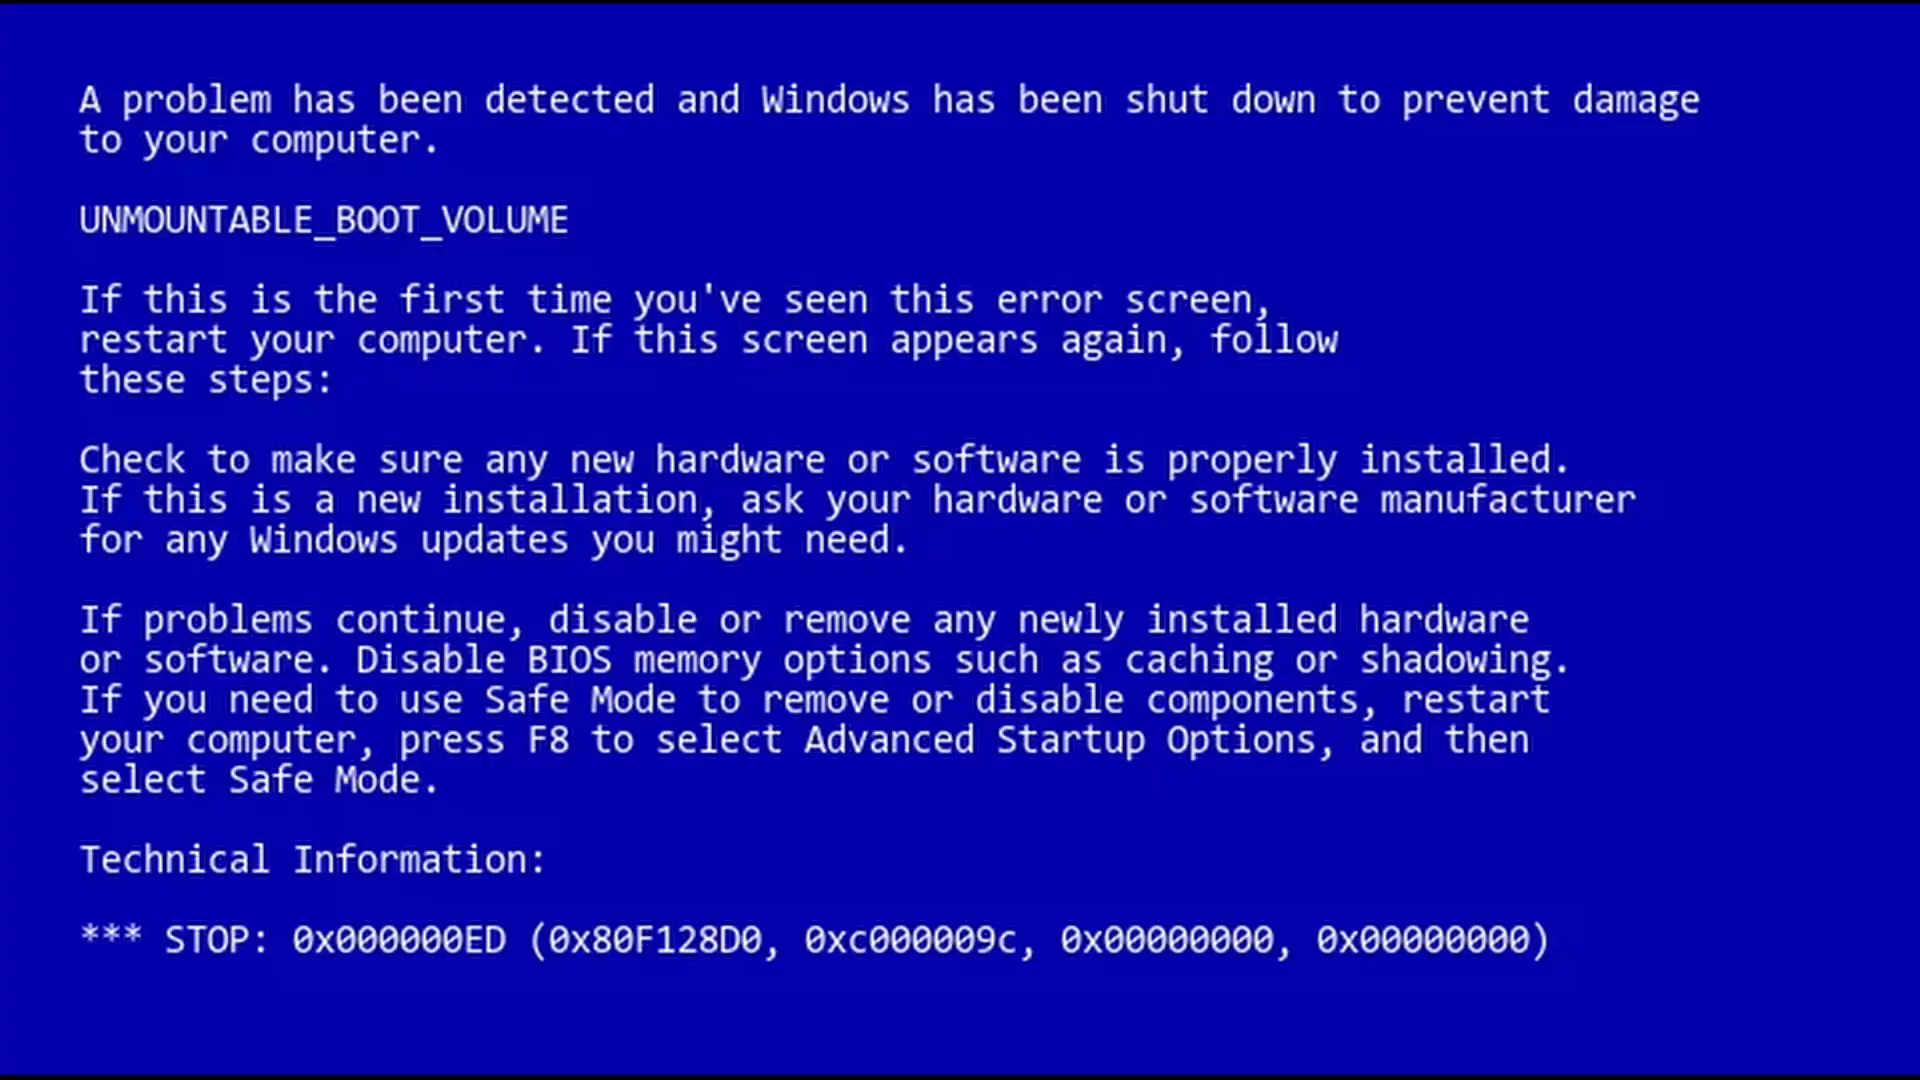 A problem has been detected and Windows has been shut down to prevent damage
to your computer.
UNMOUNTABLE_BOOT_VOLUME
If this is the first time you've seen this error screen,
restart your computer. If this screen appears again, follow
these steps:
Check to make sure any new hardware or software is properly installed.
If this is a new installation, ask your hardware or software manufacturer
for any Windows updates you might need.
If problems continue, disable or remove any newly installed hardware
or software. Disable BIOS memory options such as caching or shadowing.
If you need to use Safe Mode to remove or disable components, restart
your computer, press F8 to select Advanced Startup Options, and then
select Safe Mode.
Technical Information:
*** STOP: 0x000000ED (0x80F128D0, 0xc000009c, 0x00000000, 0x00000000)